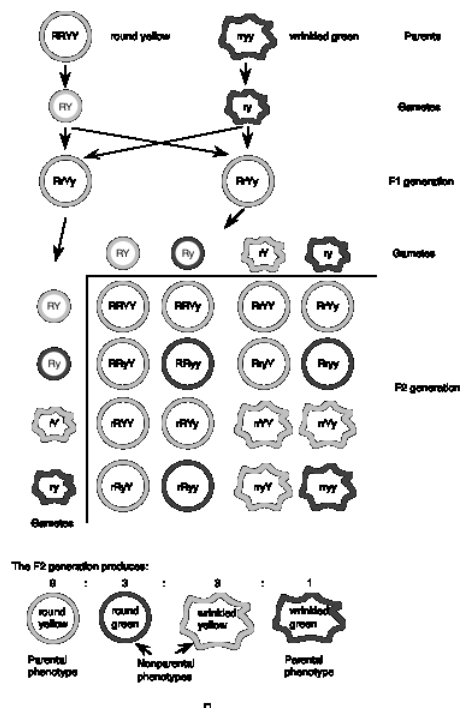 RRYY round yellow rryy wrinkled green Parents
RY ry Gametes
RrYy RrYy F1 generation
RY Ry rY ry Gametes
RY RRYY RRYy RrYY RrYy
Ry RRyY RRyy RryY Rryy
F2 generation
rY rRYY rRYy rrYY rrYy
ry rRyY rRyy rryY rryy
Gametes
The F2 generation produces:
9 : 3 : 3 : 1
round yellow
round green
wrinkled yellow
wrinkled green
Parental phenotype
Nonparental phenotypes
Parental phenotype